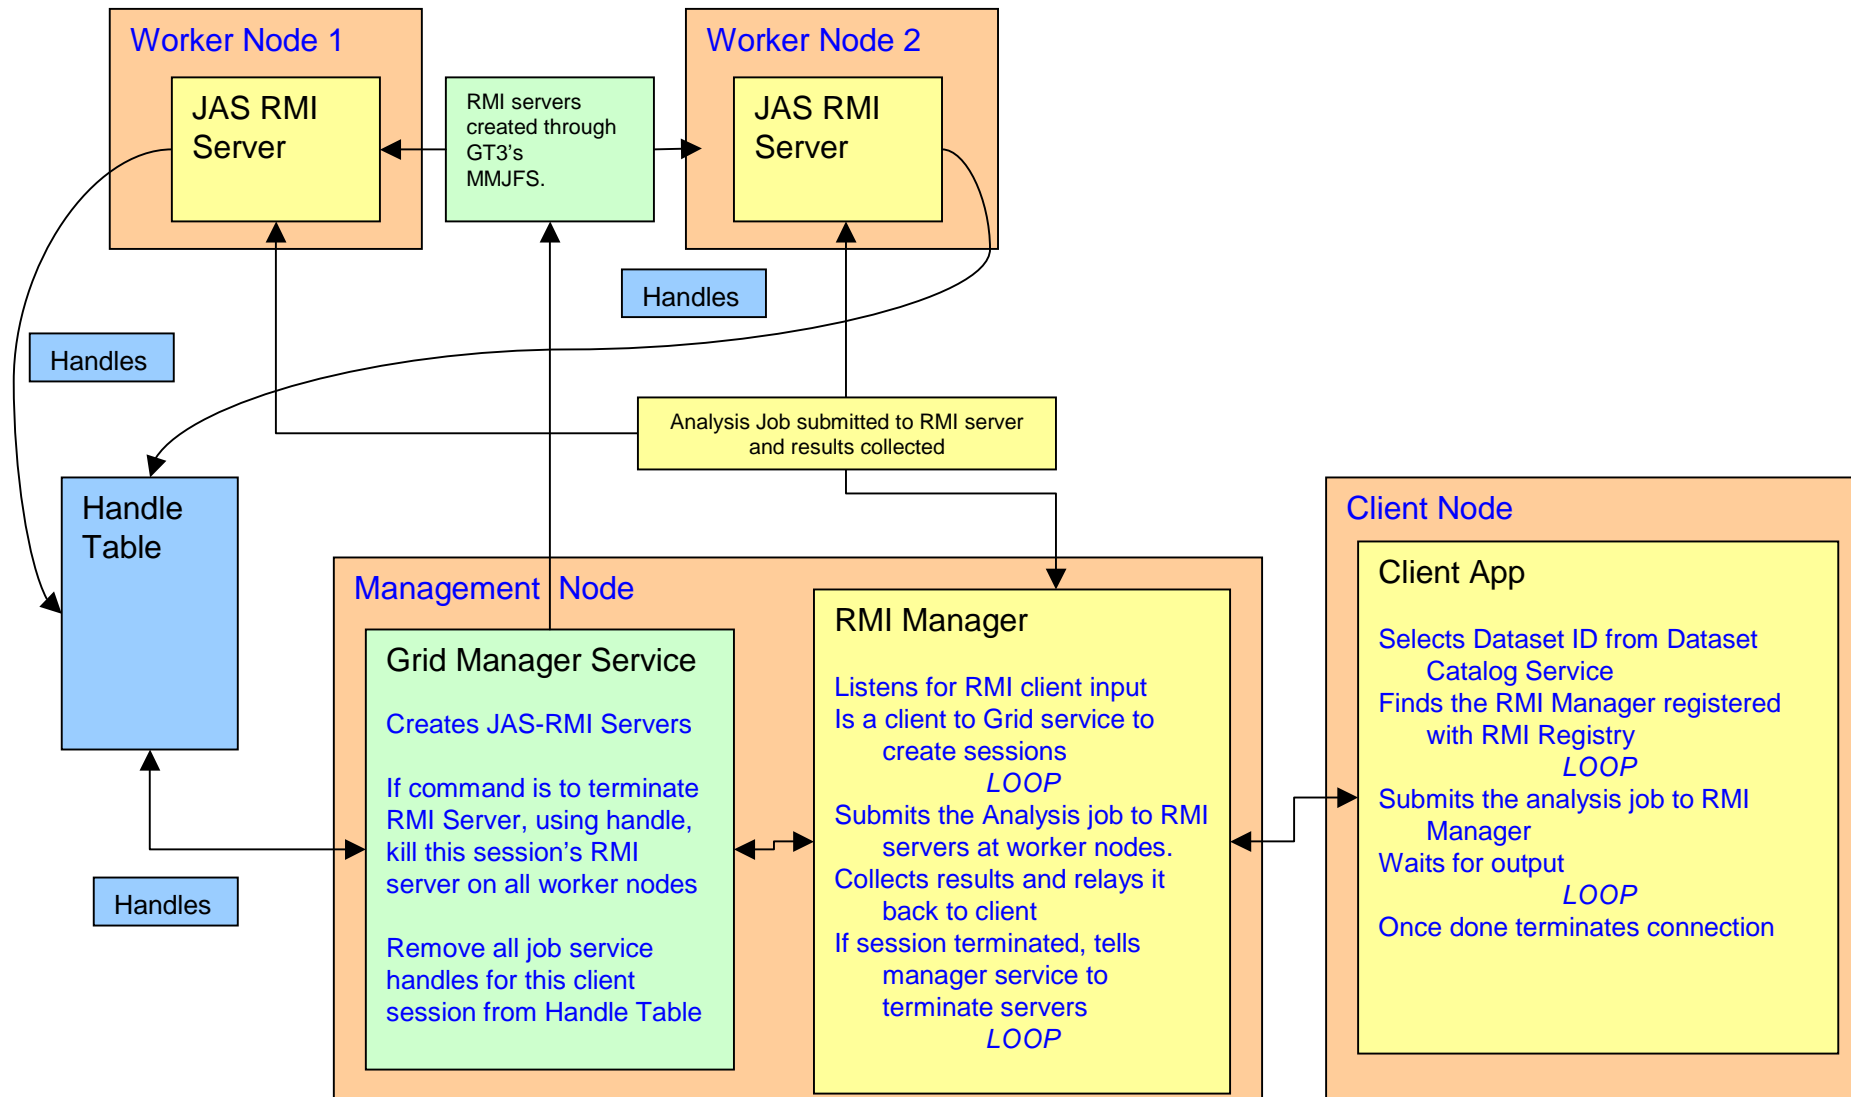 Worker Node 1
JAS RMI
Server
RMI servers
created through
GT3's
MMJFS.
Worker Node 2
JAS RMI
Server
Handles
Handles
Analysis Job submitted to RMI server
and results collected
Handle
Table
Handles
Management Node
Grid Manager Service
Creates JAS-RMI Servers
If command is to terminate
RMI Server, using handle,
kill this session's RMI
server on all worker nodes
Remove all job service
handles for this client
session from Handle Table
RMI Manager
Listens for RMI client input
Is a client to Grid service to
create sessions
LOOP
Submits the Analysis job to RMI
servers at worker nodes.
Collects results and relays it
back to client
If session terminated, tells
manager service to
terminate servers
LOOP
Client Node
Client App
Selects Dataset ID from Dataset
Catalog Service
Finds the RMI Manager registered
with RMI Registry
LOOP
Submits the analysis job to RMI
Manager
Waits for output
LOOP
Once done terminates connection